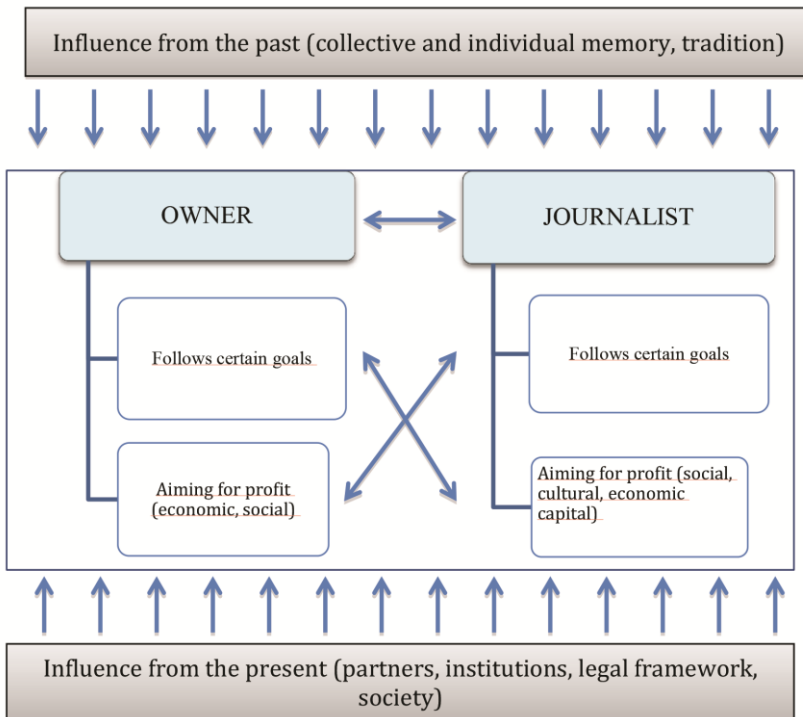 Influence from the past (collective and individual memory, tradition)
OWNER
JOURNALIST
Follows certain goals
Follows certain goals
Aiming for profit
(economic, social)
Aiming for profit (social,
cultural, economic
capital)
Influence from the present (partners, institutions, legal framework,
society)